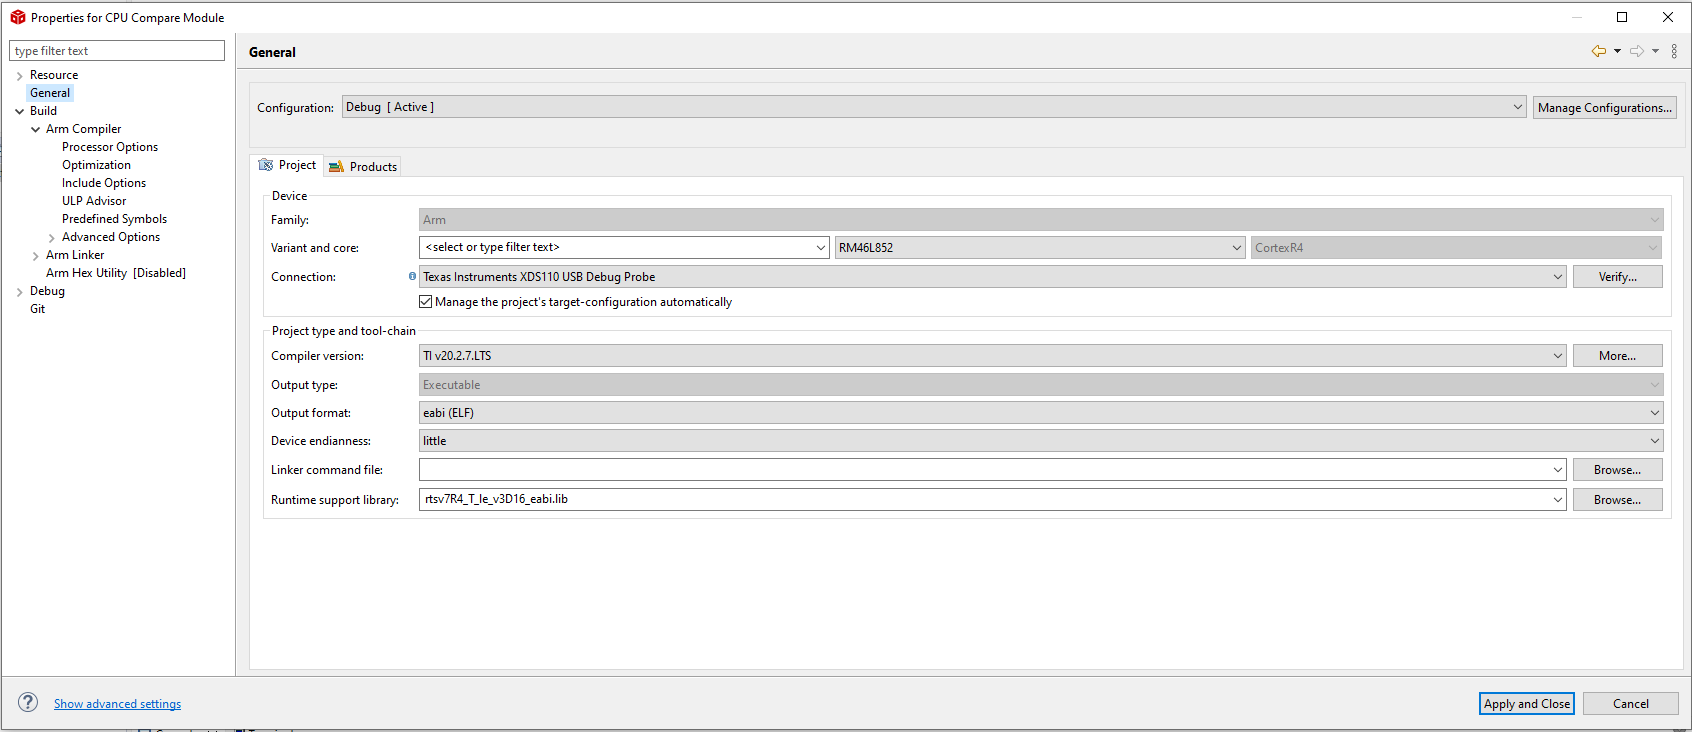 Properties for CPU Compare Module
type filter text
Resource
General
Build
Arm Compiler
Processor Options
Optimization
Include Options
ULP Advisor
Predefined Symbols
Advanced Options
Arm Linker
Arm Hex Utility [Disabled]
Debug
Git
General
Configuration: Debug [ Active ] Manage Configurations...
Project Products
Device
Family: Arm
Variant and core: <select or type filter text> RM46L852 CortexR4
Connection: Texas Instruments XDS110 USB Debug Probe Verify...
Manage the project's target-configuration automatically
Project type and tool-chain
Compiler version: TI v20.2.7.LTS More...
Output type: Executable
Output format: eabi (ELF)
Device endianness: little
Linker command file: Browse...
Runtime support library: rtsv7R4_T_le_v3D16_eabi.lib Browse...
? Show advanced settings Apply and Close Cancel